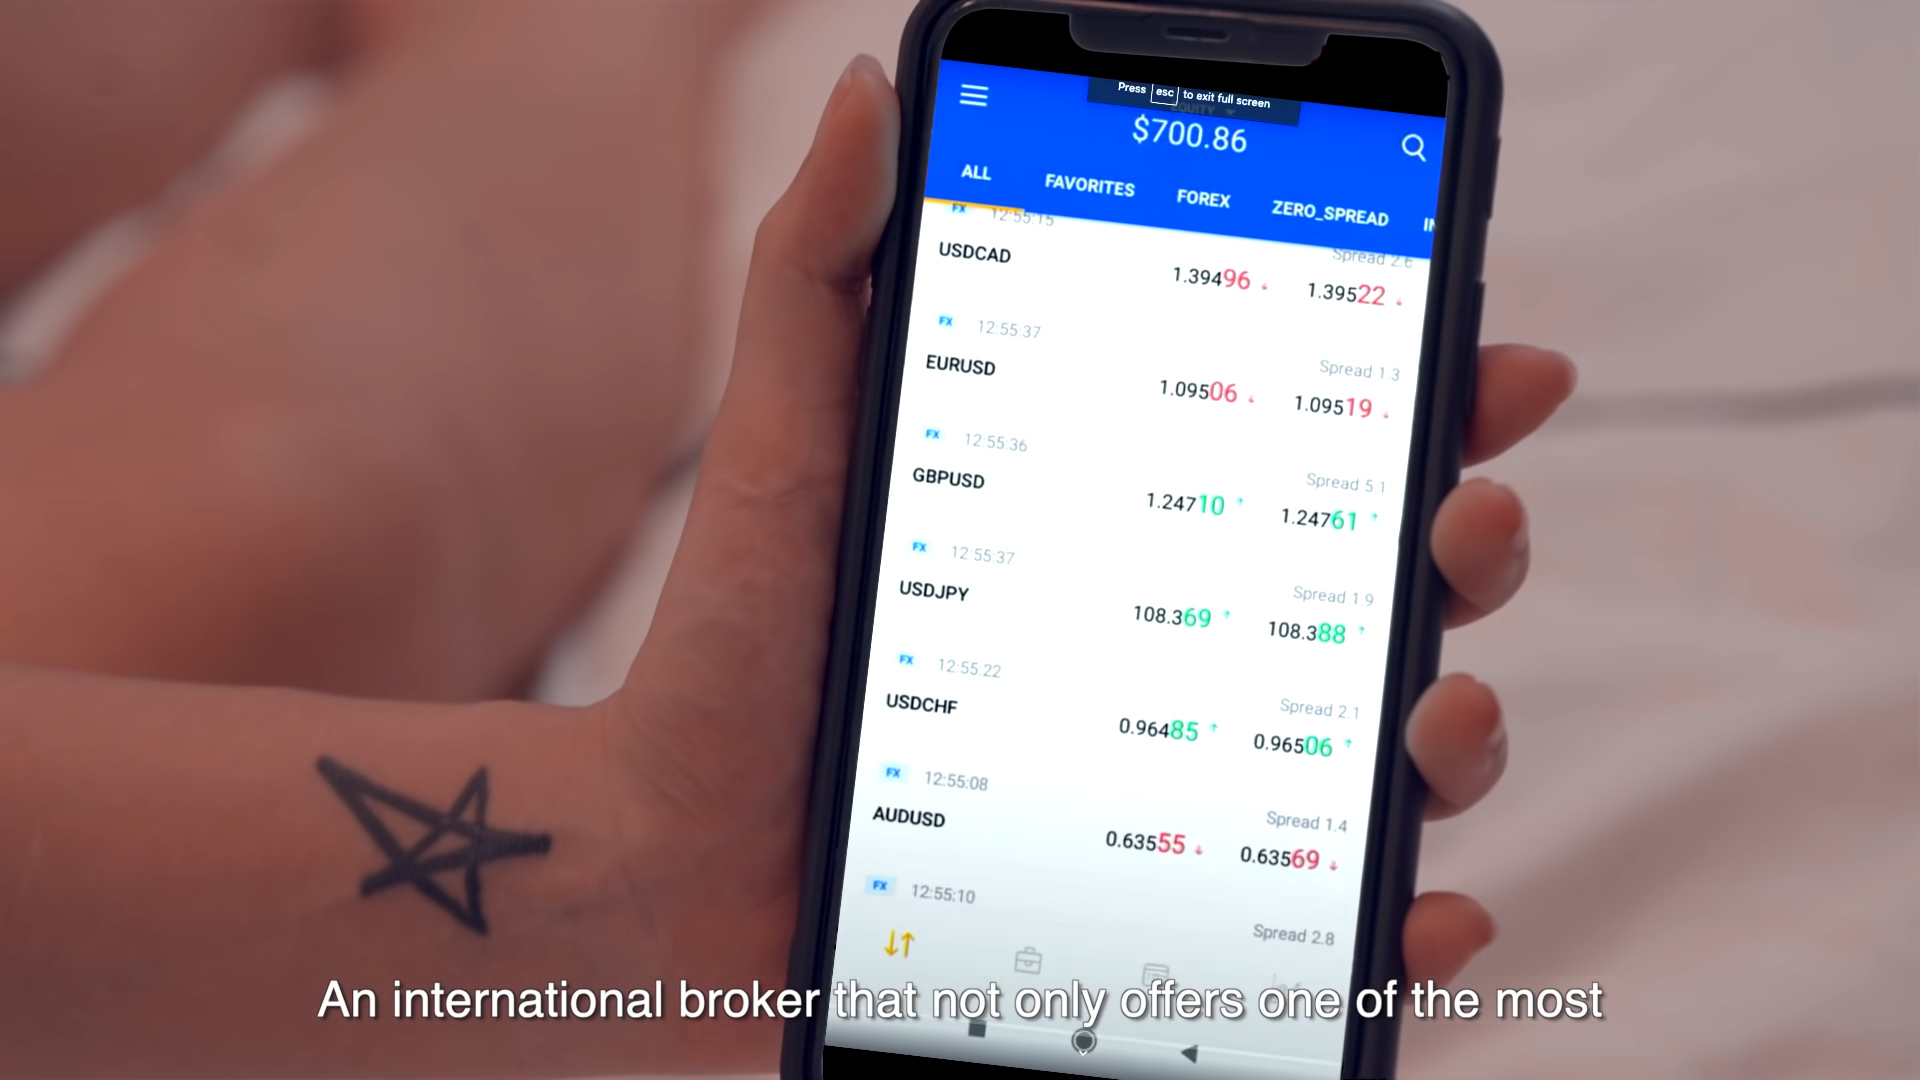 Press esc to exit full screen
EQUITY
$700.86
ALL FAVORITES FOREX ZERO_SPREAD
FX 12:55:15
Spread 2.6
USDCAD 1.39496 1.39522
FX 12:55:37
Spread 1.3
EURUSD 1.09506 1.09519
FX 12:55:36
Spread 5.1
GBPUSD 1.24710 1.24761
FX 12:55:37
Spread 1.9
USDJPY 108.369 108.388
FX 12:55:22
Spread 2.1
USDCHF 0.96485 0.96506
FX 12:55:08
Spread 1.4
AUDUSD 0.63555 0.63569
FX 12:55:10
Spread 2.8
An international broker that not only offers one of the most